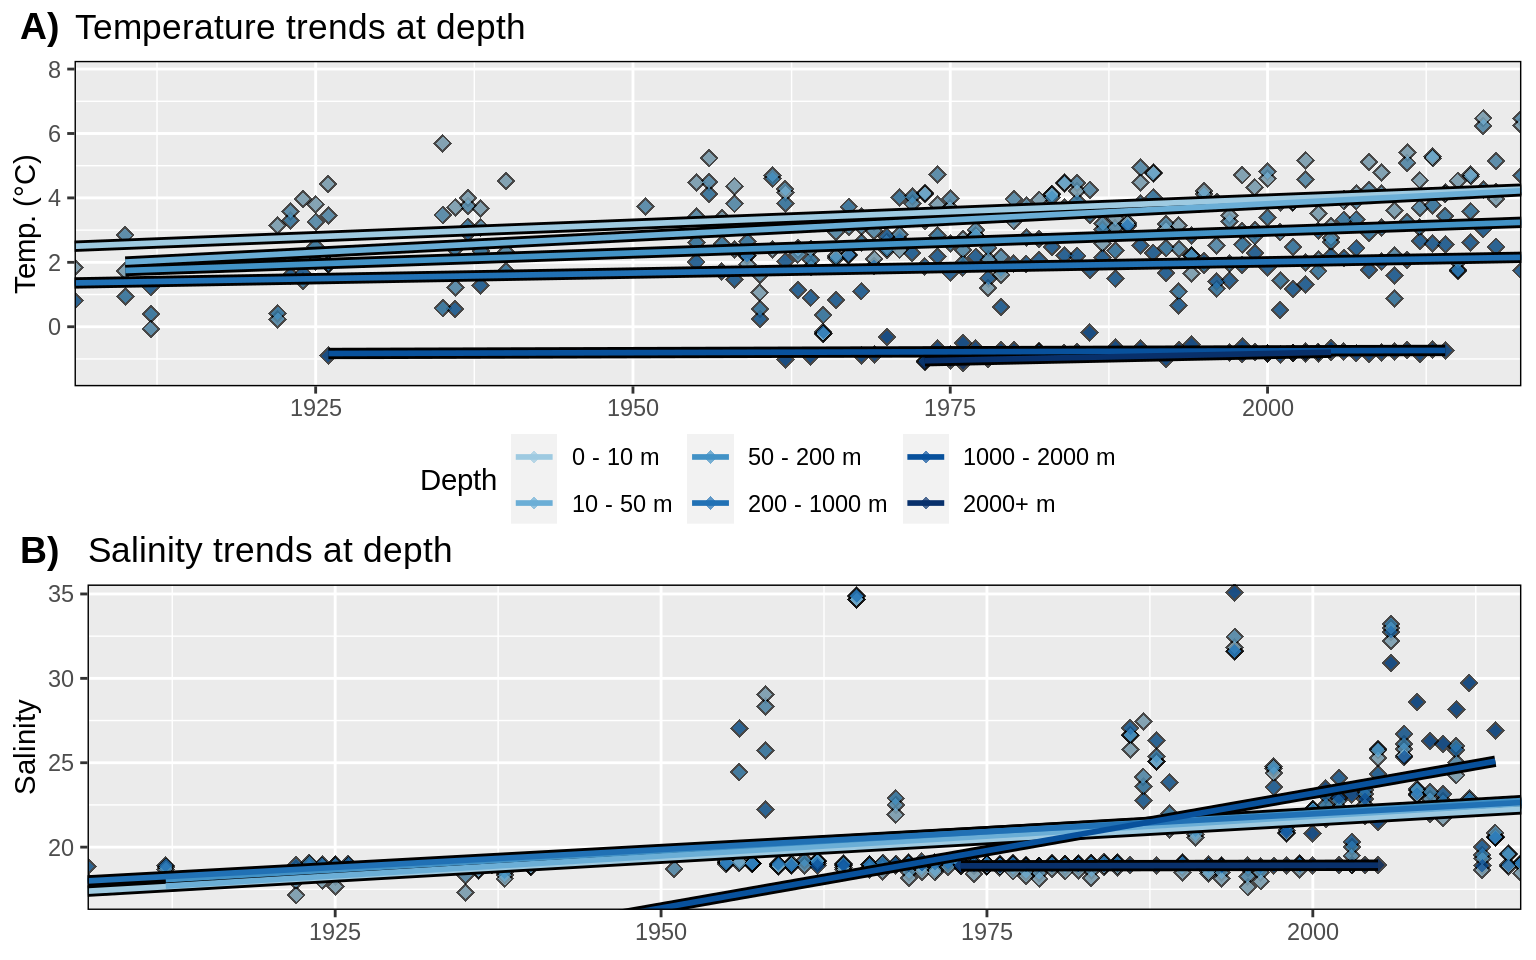 A) Temperature trends at depth
Temp. (°C)
8
6
4
2
0
1925 1950 1975 2000
Depth
0 - 10 m 50 - 200 m 1000 - 2000 m
10 - 50 m 200 - 1000 m 2000+ m
B) Salinity trends at depth
Salinity
35
30
25
20
1925 1950 1975 2000